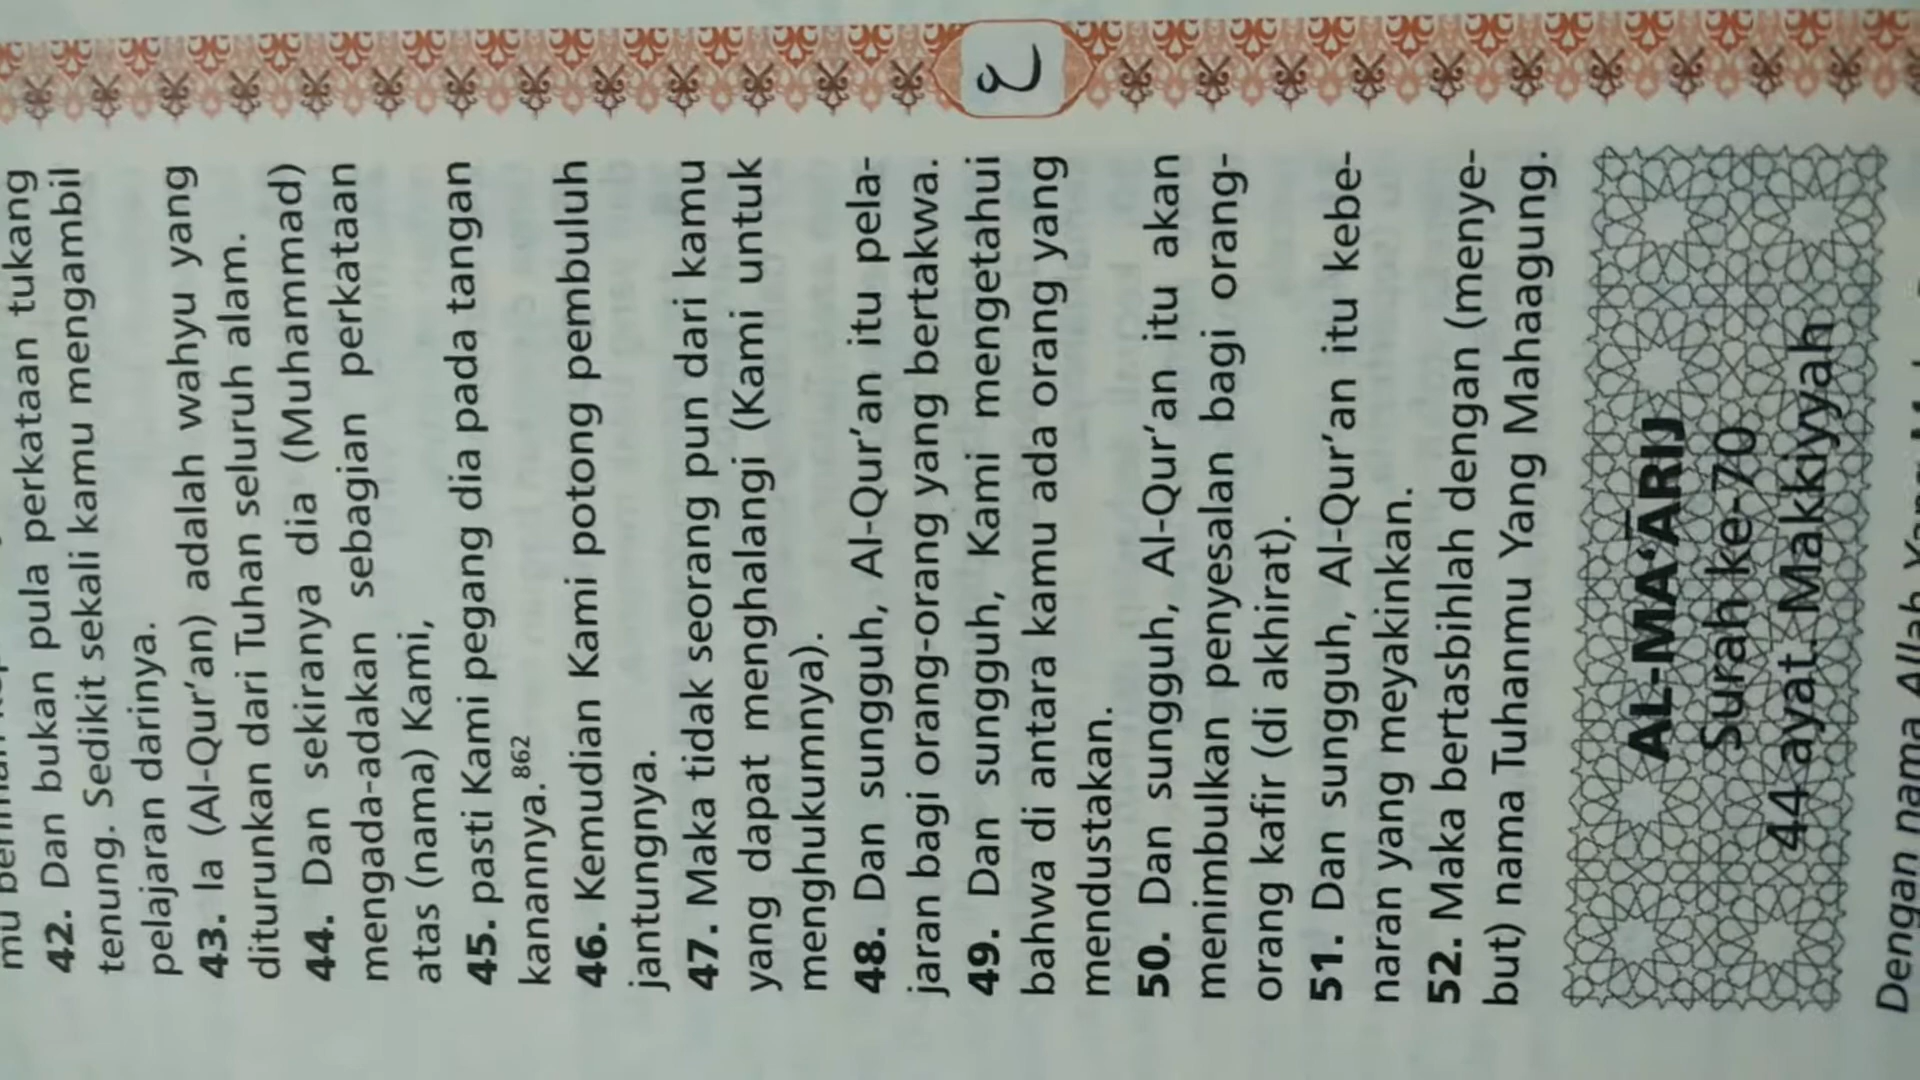 42. Dan bukan pula perkataan tukang
tenung. Sedikit sekali kamu mengambil
pelajaran darinya.
43. Ia (Al-Qur’an) adalah wahyu yang
diturunkan dari Tuhan seluruh alam.
44. Dan sekiranya dia (Muhammad)
mengada-adakan sebagian perkataan
atas (nama) Kami,
45. pasti Kami pegang dia pada tangan
kanannya.862
46. Kemudian Kami potong pembuluh
jantungnya.
47. Maka tidak seorang pun dari kamu
yang dapat menghalangi (Kami untuk
menghukumnya).
48. Dan sungguh, Al-Qur’an itu pela-
jaran bagi orang-orang yang bertakwa.
49. Dan sungguh, Kami mengetahui
bahwa di antara kamu ada orang yang
mendustakan.
50. Dan sungguh, Al-Qur’an itu akan
menimbulkan penyesalan bagi orang-
orang kafir (di akhirat).
51. Dan sungguh, Al-Qur’an itu kebe-
naran yang meyakinkan.
52. Maka bertasbihlah dengan (menye-
but) nama Tuhanmu Yang Mahaagung.
ع
AL-MA‘ĀRIJ
Surah ke-70
44 ayat. Makkiyyah
Dengan nama Allah Yang